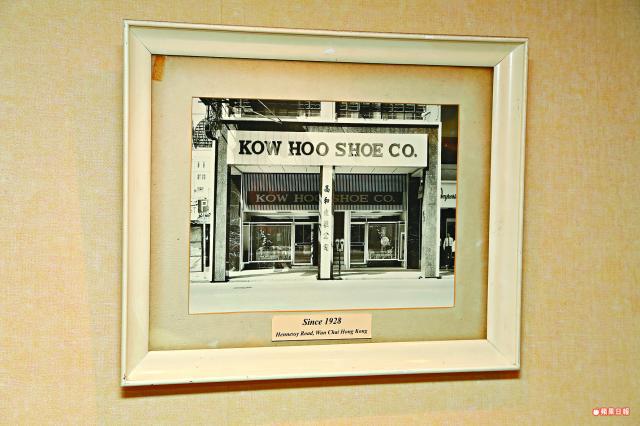 KOW HOO SHOE CO.
KOW HOO SHOE CO.
高和皮鞋公司
Since 1928
Hennessy Road, Wan Chai Hong Kong
蘋果日報